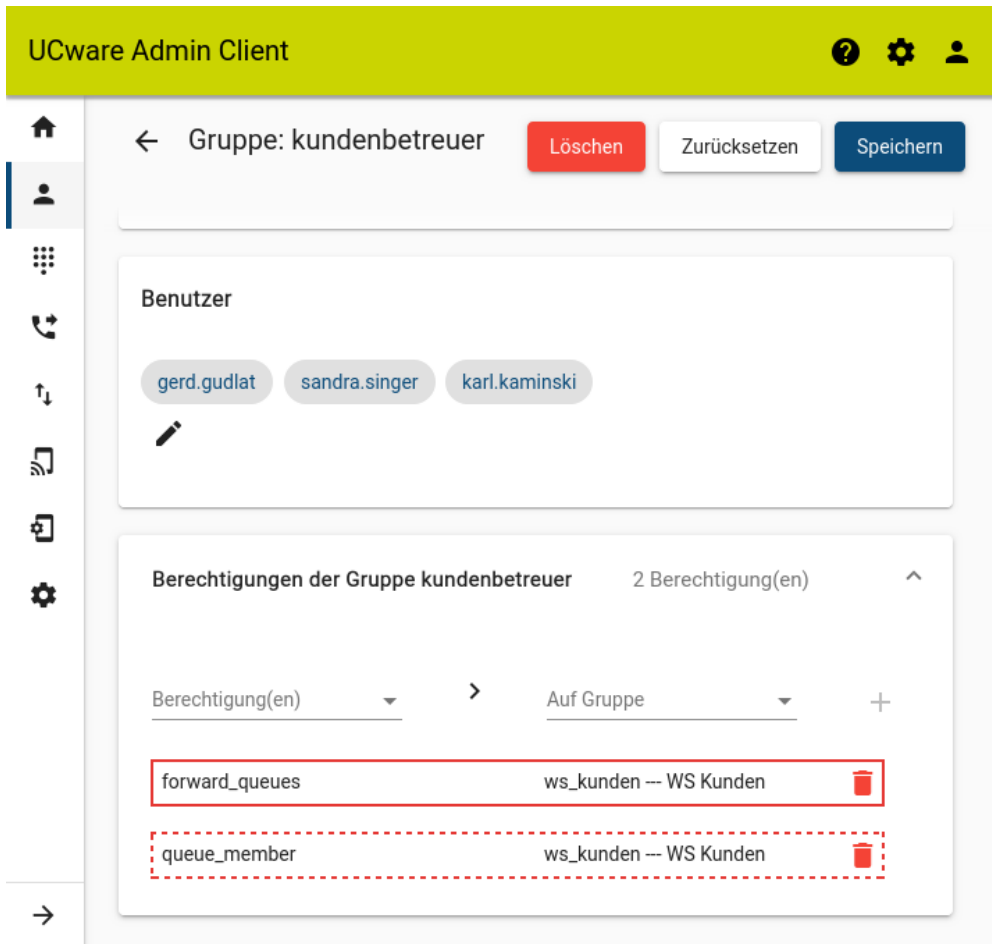 UCware Admin Client
Gruppe: kundenbetreuer
Löschen
Zurücksetzen
Speichern
Benutzer
gerd.gudlat sandra.singer karl.kaminski
Berechtigungen der Gruppe kundenbetreuer 2 Berechtigung(en)
Berechtigung(en) Auf Gruppe
forward_queues ws_kunden --- WS Kunden
queue_member ws_kunden --- WS Kunden